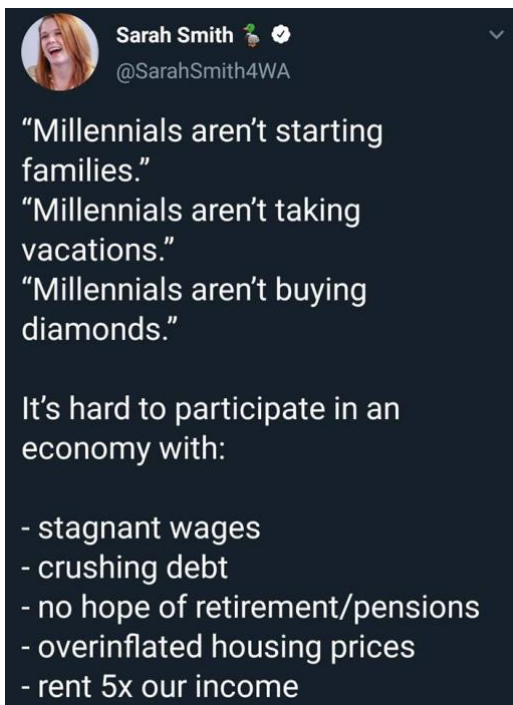 Sarah Smith
@SarahSmith4WA
“Millennials aren’t starting
families.”
“Millennials aren’t taking
vacations.”
“Millennials aren’t buying
diamonds.”
It’s hard to participate in an
economy with:
- stagnant wages
- crushing debt
- no hope of retirement/pensions
- overinflated housing prices
- rent 5x our income